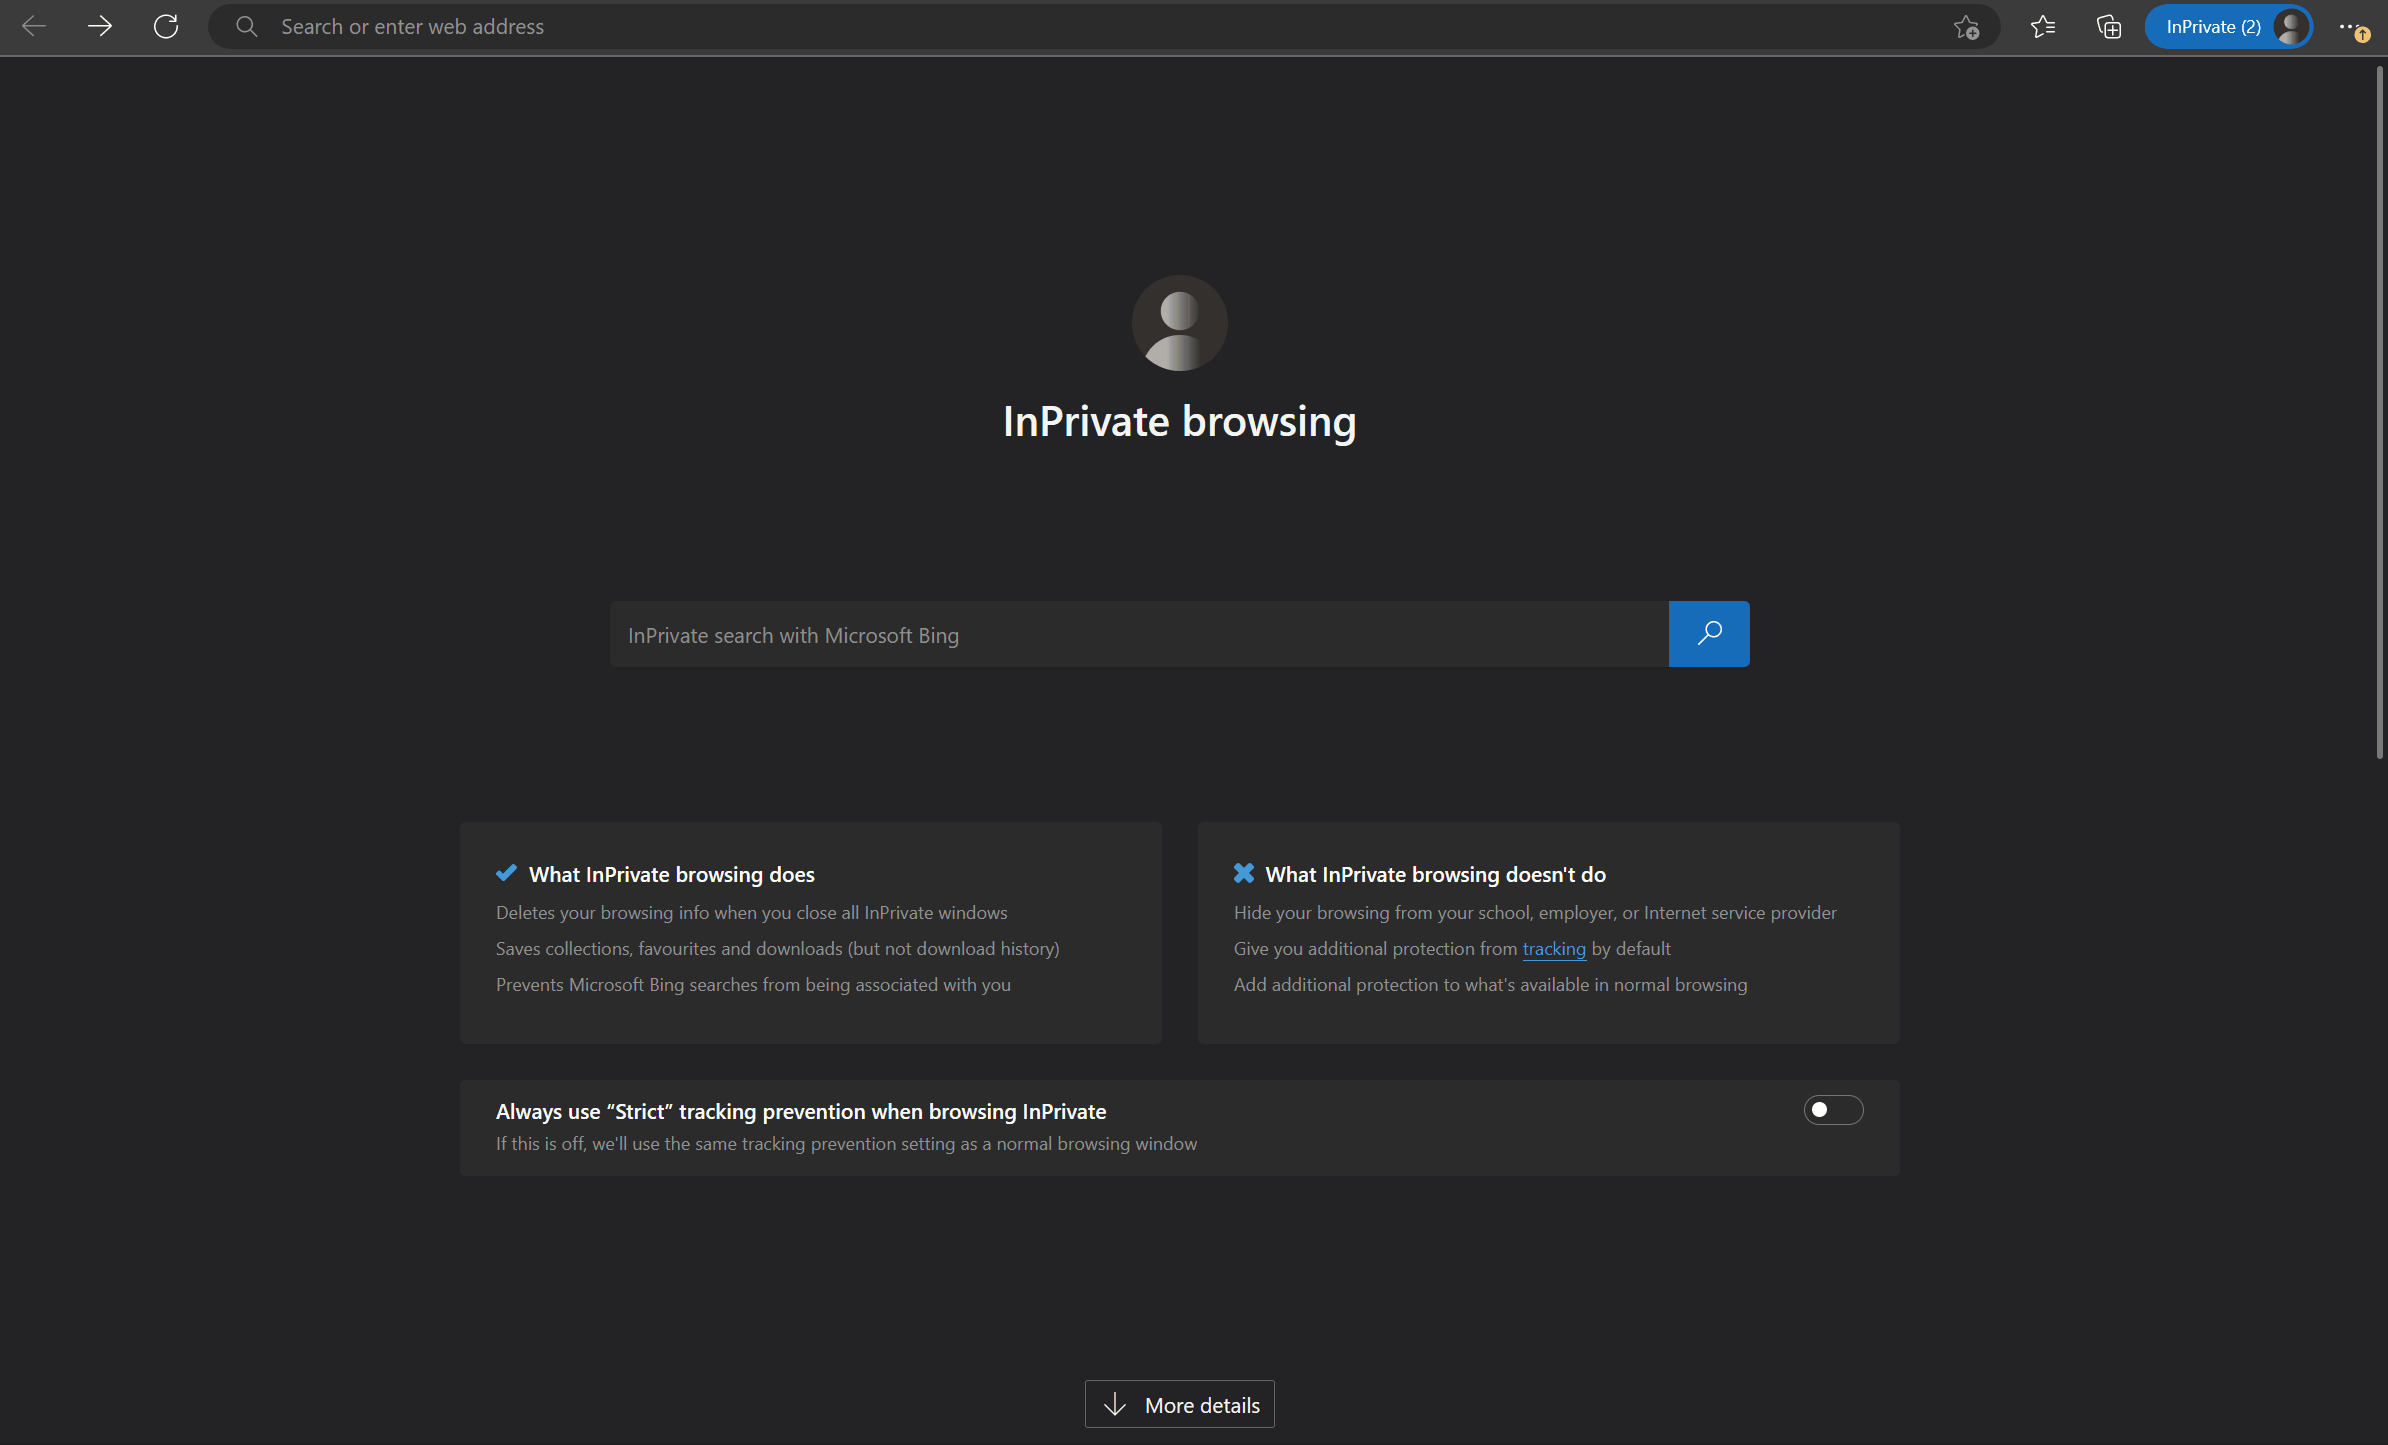 Search or enter web address
InPrivate (2)
InPrivate browsing
InPrivate search with Microsoft Bing
What InPrivate browsing does
Deletes your browsing info when you close all InPrivate windows
Saves collections, favourites and downloads (but not download history)
Prevents Microsoft Bing searches from being associated with you
What InPrivate browsing doesn't do
Hide your browsing from your school, employer, or Internet service provider
Give you additional protection from tracking by default
Add additional protection to what's available in normal browsing
Always use “Strict” tracking prevention when browsing InPrivate
If this is off, we'll use the same tracking prevention setting as a normal browsing window
More details